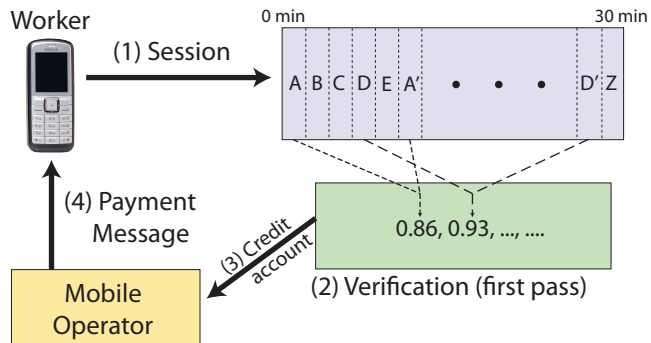 Worker
0 min
30 min
(1) Session
A B C D E A' • • • D' Z
(4) Payment
Message
(3) Credit
account
0.86, 0.93, ..., ....
(2) Verification (first pass)
Mobile
Operator